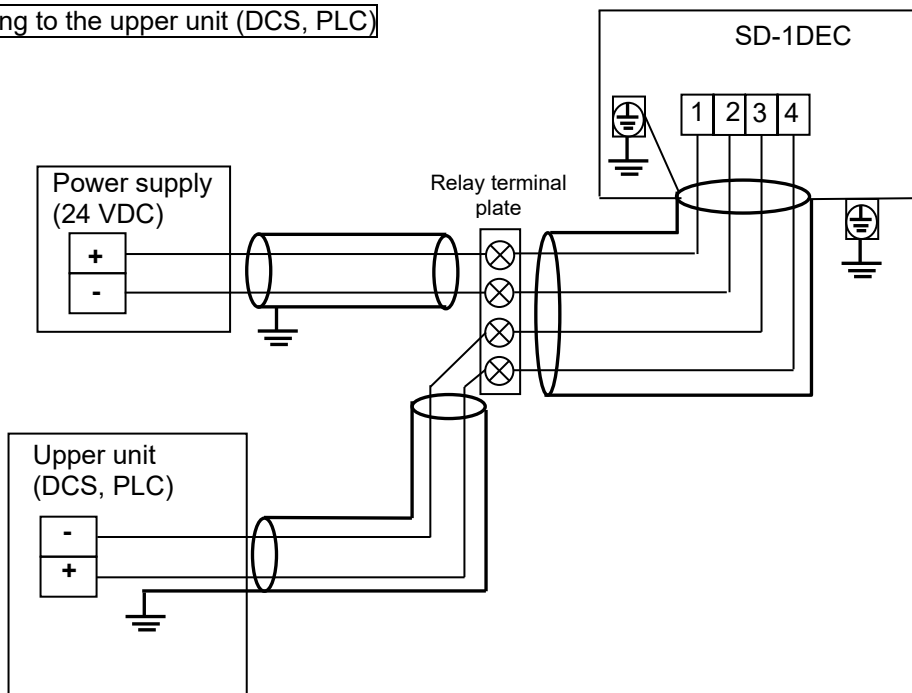 ng to the upper unit (DCS, PLC)
SD-1DEC
1 2 3 4
Power supply
(24 VDC)
+
-
Relay terminal
plate
Upper unit
(DCS, PLC)
-
+